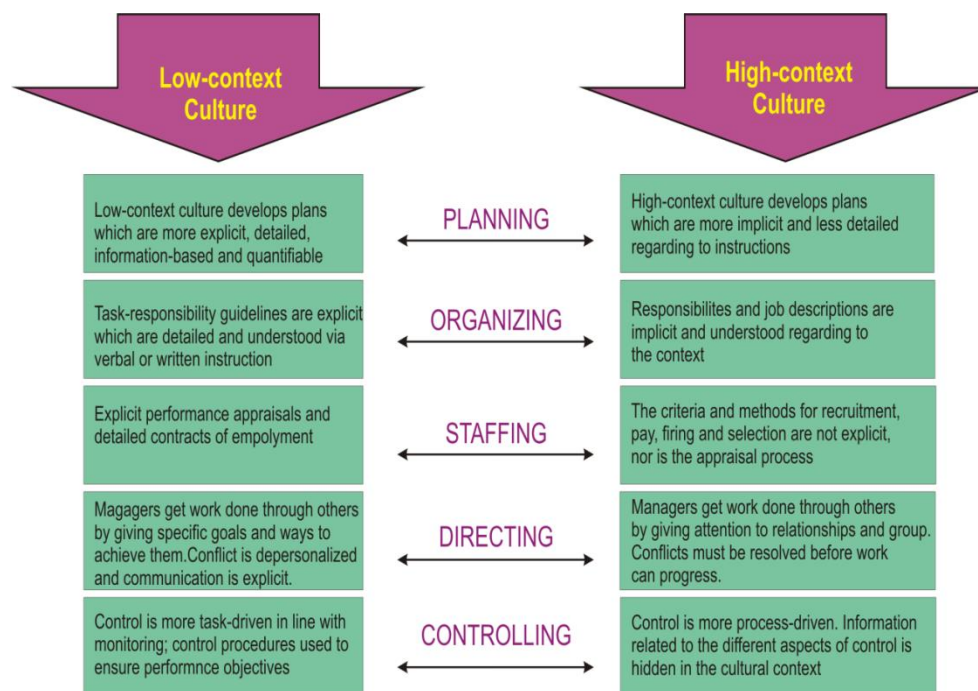 Low-context
Culture
High-context
Culture
Low-context culture develops plans
which are more explicit, detailed,
information-based and quantifiable
PLANNING
High-context culture develops plans
which are more implicit and less detailed
regarding to instructions
Task-responsibility guidelines are explicit
which are detailed and understood via
verbal or written instruction
ORGANIZING
Responsibilites and job descriptions are
implicit and understood regarding to
the context
Explicit performance appraisals and
detailed contracts of empolyment
STAFFING
The criteria and methods for recruitment,
pay, firing and selection are not explicit,
nor is the appraisal process
Magagers get work done through others
by giving specific goals and ways to
achieve them.Conflict is depersonalized
and communication is explicit.
DIRECTING
Managers get work done through others
by giving attention to relationships and group.
Conflicts must be resolved before work
can progress.
Control is more task-driven in line with
monitoring; control procedures used to
ensure performnce objectives
CONTROLLING
Control is more process-driven. Information
related to the different aspects of control is
hidden in the cultural context